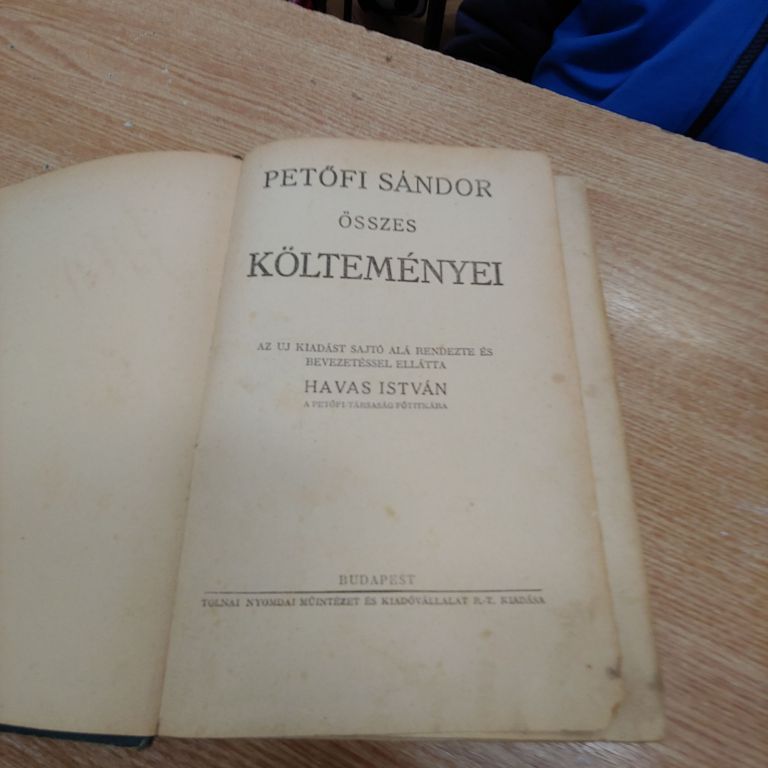 PETŐFI SÁNDOR
ÖSSZES
KÖLTEMÉNYEI
AZ UJ KIADÁST SAJTÓ ALÁ RENDEZTE ÉS
BEVEZETÉSSEL ELLÁTTA
HAVAS ISTVÁN
A PETŐFI-TÁRSASÁG FŐTITKÁRA
BUDAPEST
TOLNAI NYOMDAI MŰINTÉZET ÉS KIADÓVÁLLALAT R.-T. KIADÁSA